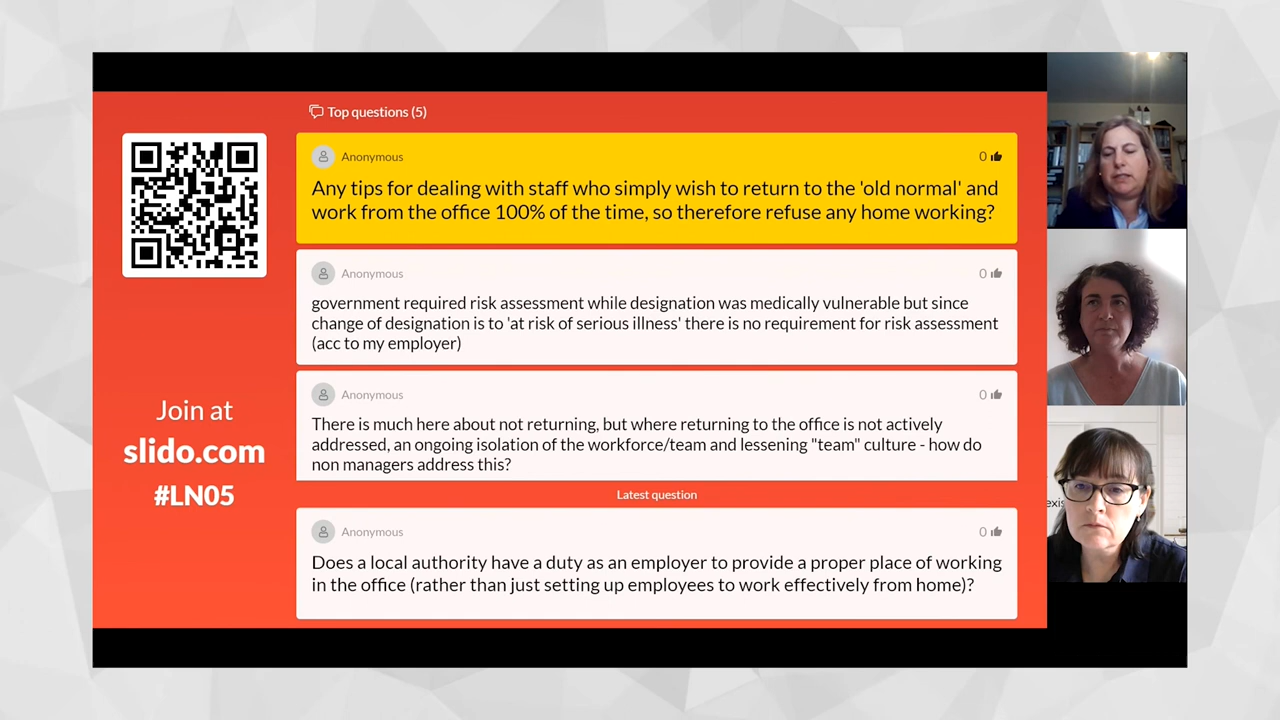 Top questions (5)
Anonymous
0
Any tips for dealing with staff who simply wish to return to the 'old normal' and
work from the office 100% of the time, so therefore refuse any home working?
Anonymous
0
government required risk assessment while designation was medically vulnerable but since
change of designation is to 'at risk of serious illness' there is no requirement for risk assessment
(acc to my employer)
Join at
slido.com
#LN05
Anonymous
0
There is much here about not returning, but where returning to the office is not actively
addressed, an ongoing isolation of the workforce/team and lessening "team" culture - how do
non managers address this?
Latest question
Anonymous
0
Does a local authority have a duty as an employer to provide a proper place of working
in the office (rather than just setting up employees to work effectively from home)?